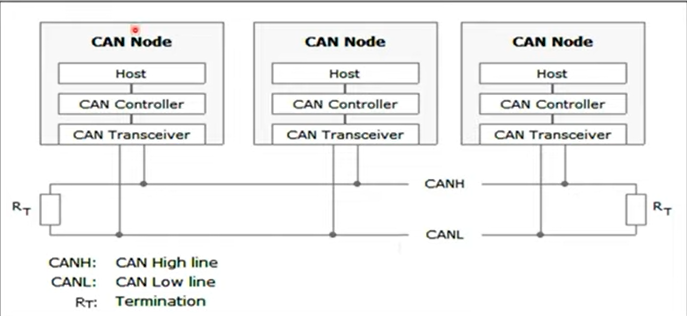 CAN Node
Host
CAN Controller
CAN Transceiver
CAN Node
Host
CAN Controller
CAN Transceiver
CAN Node
Host
CAN Controller
CAN Transceiver
CANH
RT
RT
CANL
CANH: CAN High line
CANL: CAN Low line
RT: Termination